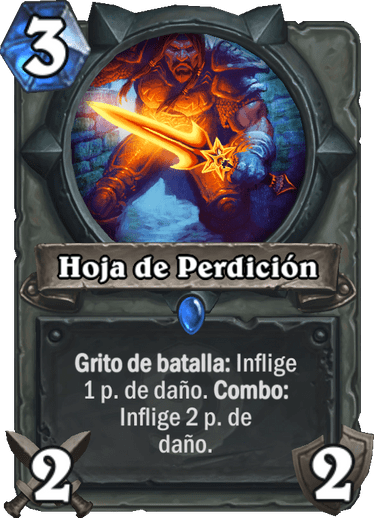 3
Hoja de Perdición
Grito de batalla: Inflige
1 p. de daño. Combo:
Inflige 2 p. de
daño.
2
2